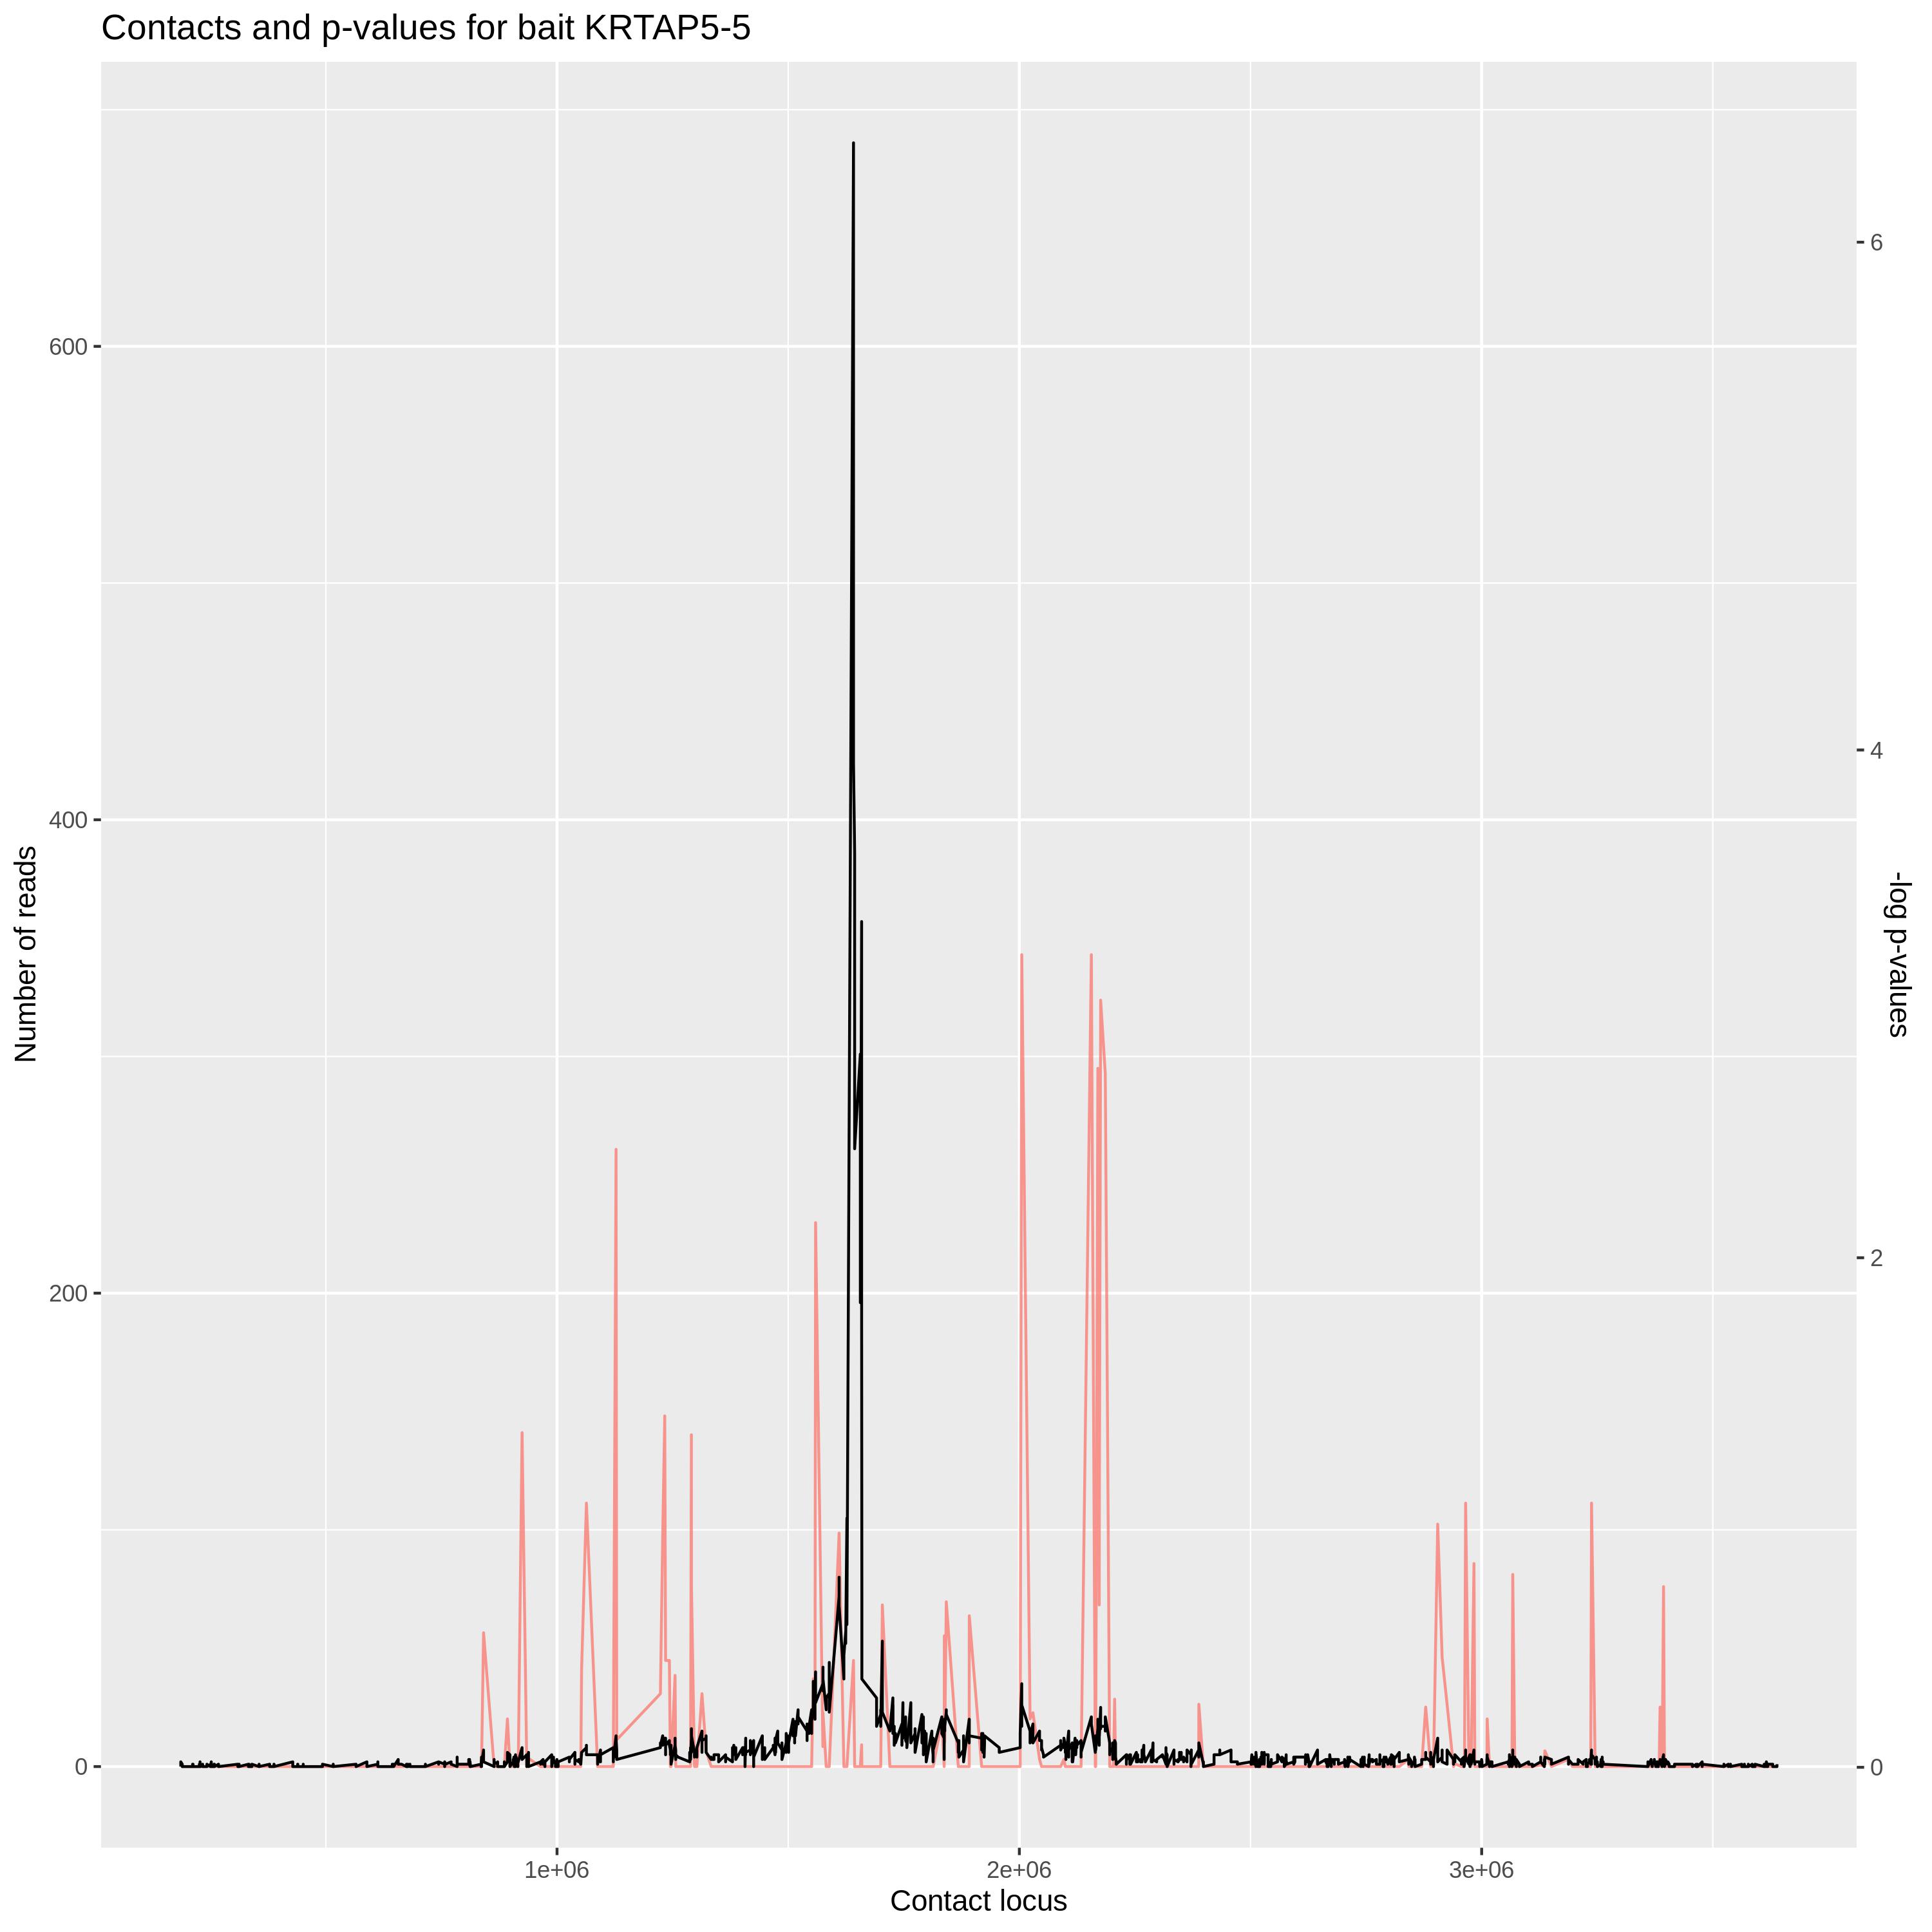 Contacts and p-values for bait KRTAP5-5
Number of reads
600
400
200
0
6
4
2
0
-log p-values
1e+06 2e+06 3e+06
Contact locus